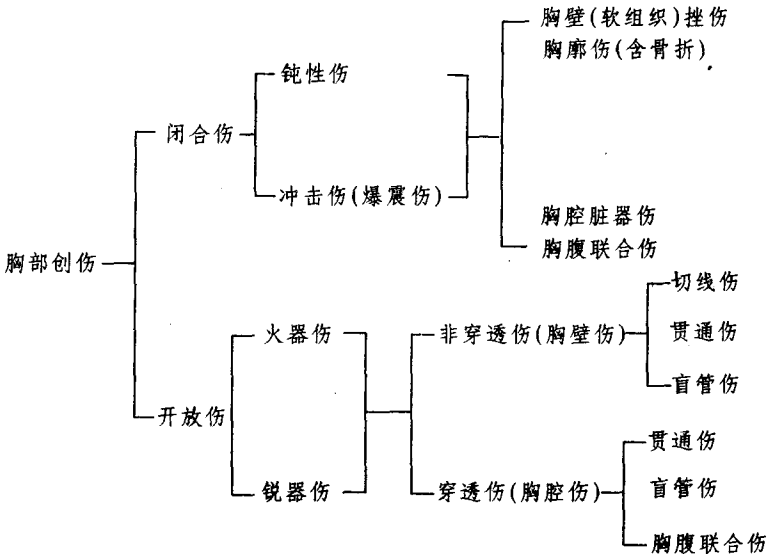 胸壁(软组织)挫伤
胸廓伤(含骨折)
钝性伤
闭合伤
冲击伤(爆震伤)
胸腔脏器伤
胸腹联合伤
胸部创伤
切线伤
火器伤
非穿透伤(胸壁伤)
贯通伤
盲管伤
开放伤
贯通伤
锐器伤
穿透伤(胸腔伤)
盲管伤
胸腹联合伤